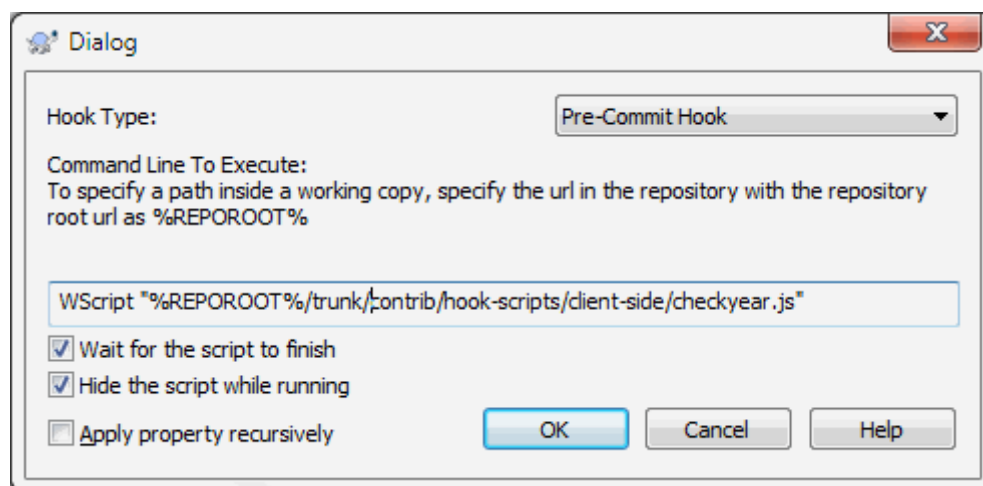 Dialog
Hook Type:
Pre-Commit Hook
Command Line To Execute:
To specify a path inside a working copy, specify the url in the repository with the repository
root url as %REPOROOT%
WScript "%REPOROOT%/trunk/contrib/hook-scripts/client-side/checkyear.js"
Wait for the script to finish
Hide the script while running
Apply property recursively
OK
Cancel
Help